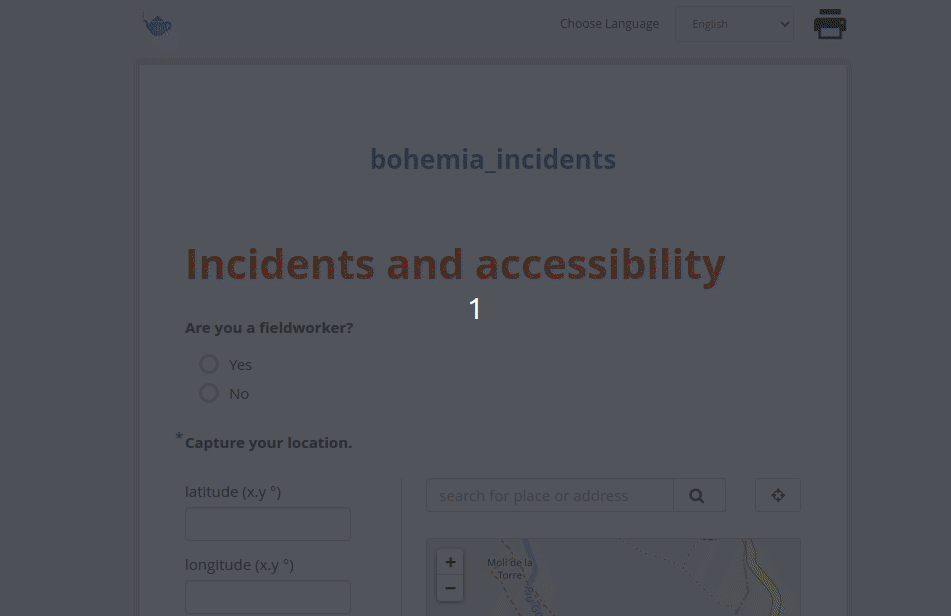 Choose Language
English
bohemia_incidents
Incidents and accessibility
1
Are you a fieldworker?
Yes
No
* Capture your location.
latitude (x.y °)
search for place or address
longitude (x.y °)
+
−
Molí de la
Torre